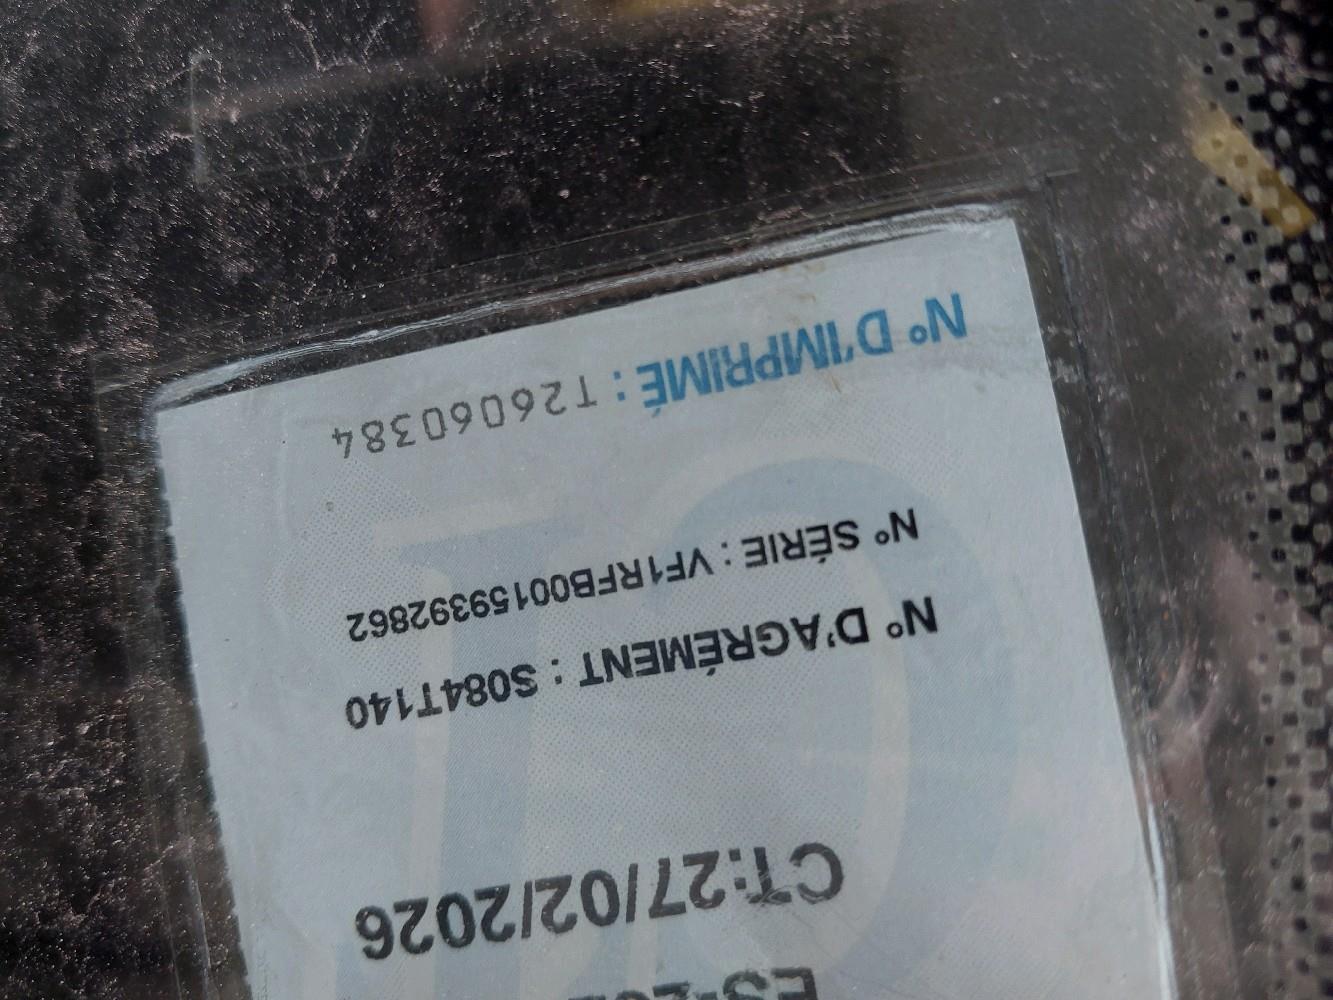 CT:27/02/2026
N° D'AGRÉMENT : S084T140
N° SÉRIE : VF1RFB00159392862
N° D'IMPRIMÉ : T26060384